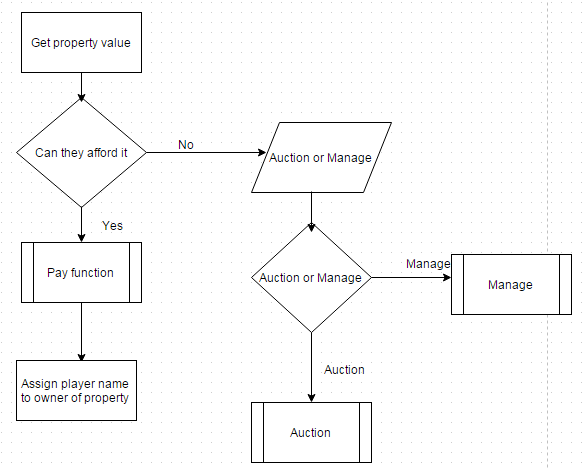 Get property value
Can they afford it
No
Auction or Manage
Yes
Pay function
Auction or Manage
Manage
Manage
Assign player name
to owner of property
Auction
Auction